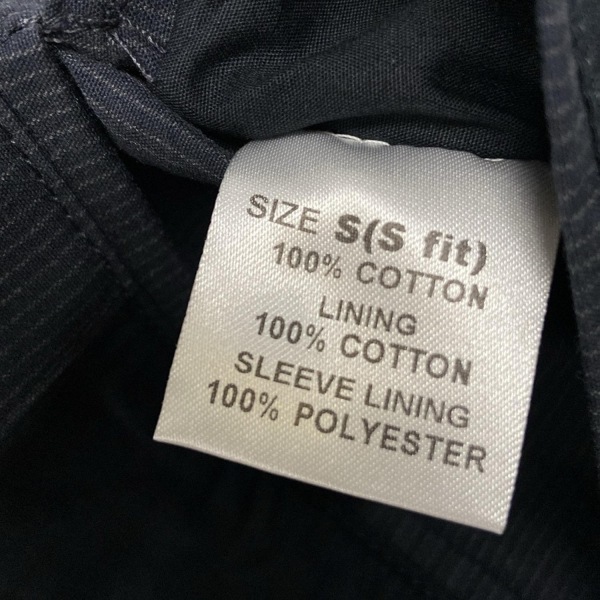 SIZE S(S fit)
100% COTTON
LINING
100% COTTON
SLEEVE LINING
100% POLYESTER